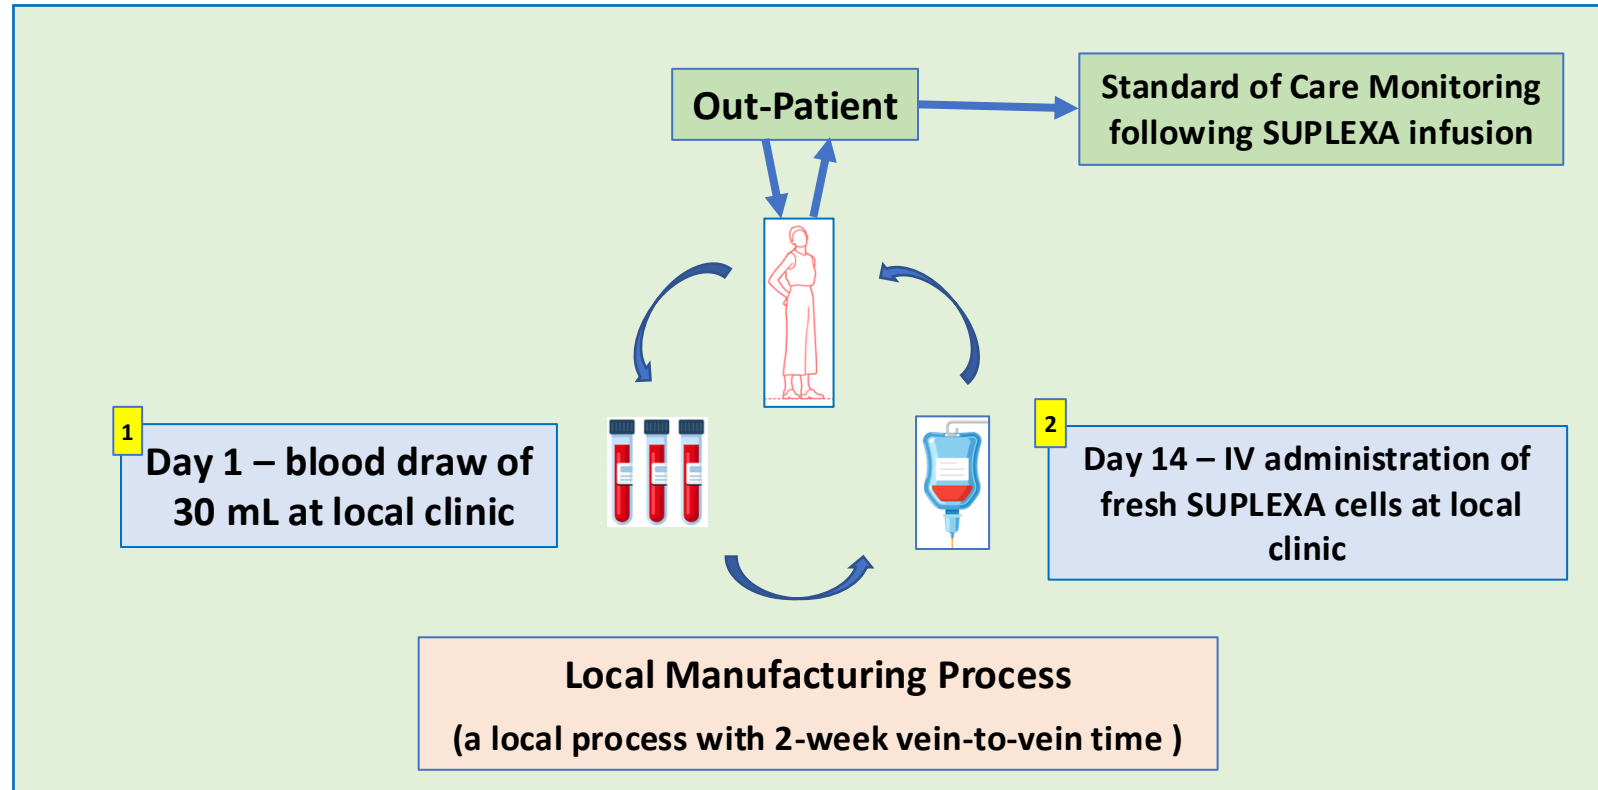 Out-Patient
Standard of Care Monitoring
following SUPLEXA infusion
1
Day 1 – blood draw of
30 mL at local clinic
2
Day 14 – IV administration of
fresh SUPLEXA cells at local
clinic
Local Manufacturing Process
(a local process with 2-week vein-to-vein time )